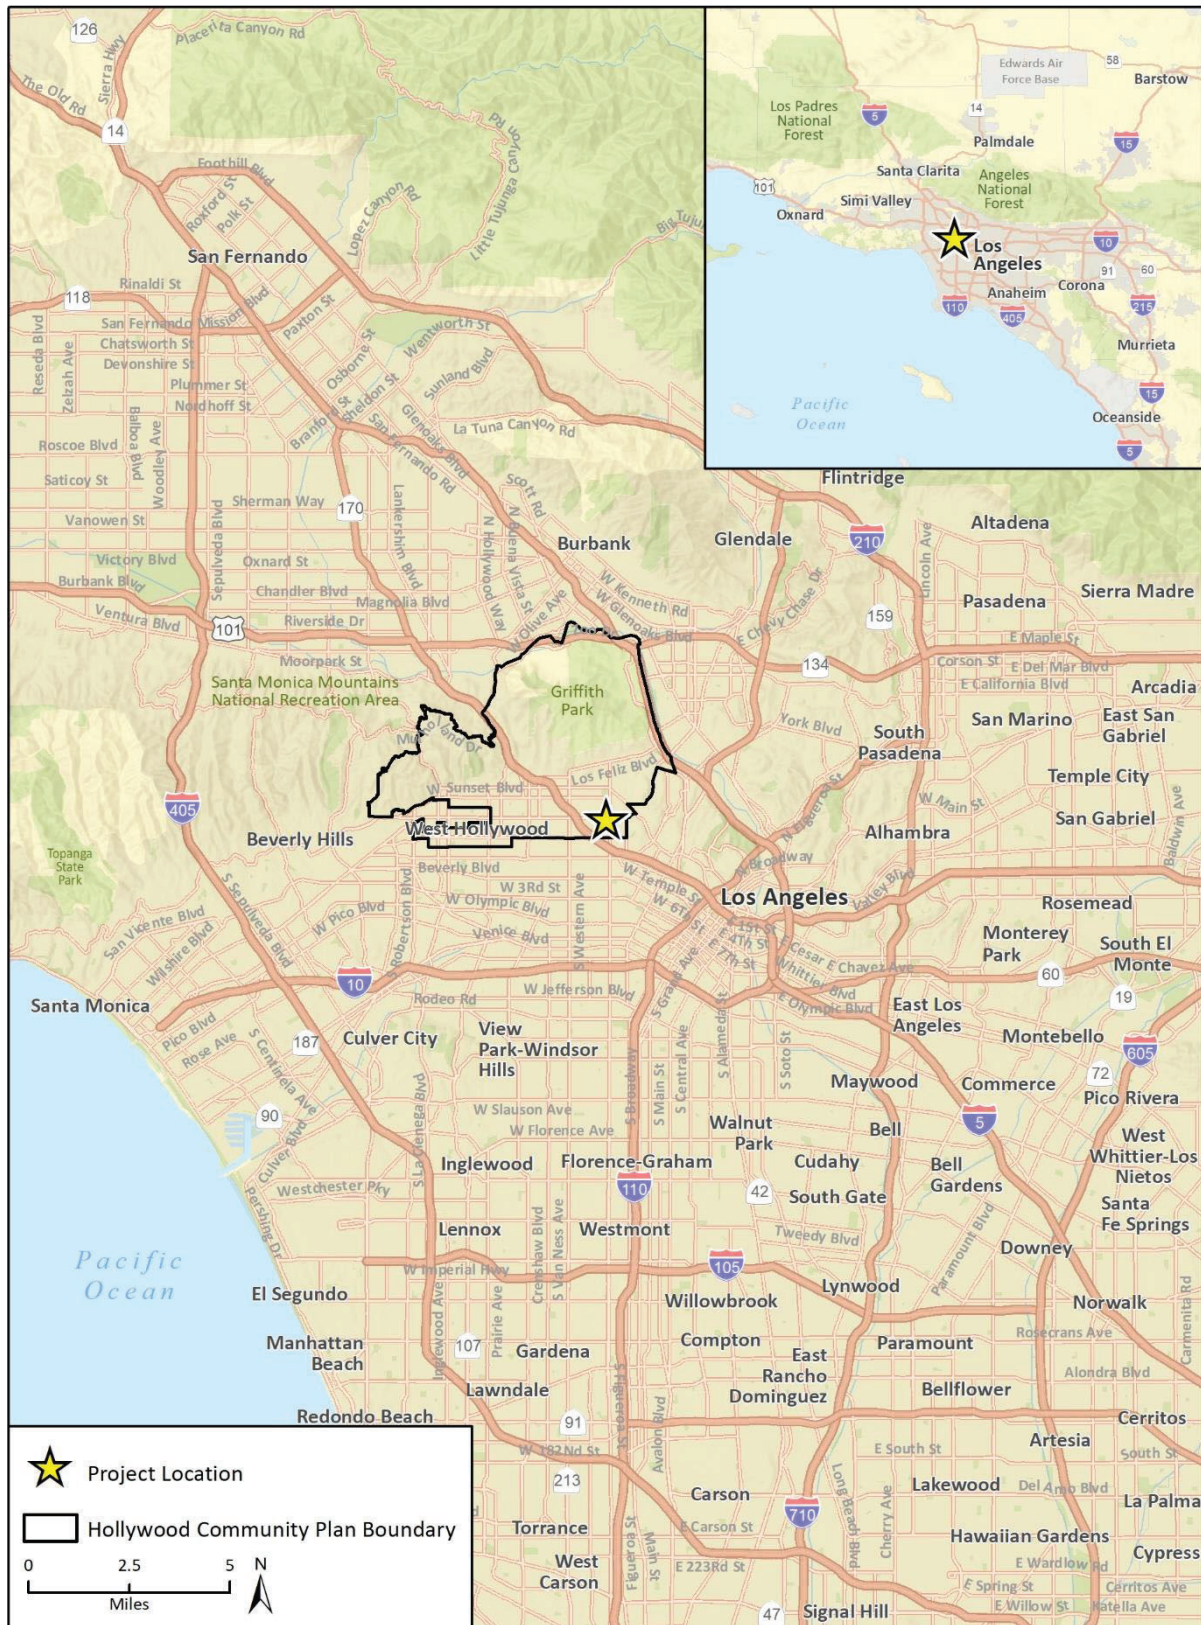 126
Placerita Canyon Rd
Sierra Hwy
The Old Rd
14
Foothill Blvd
Roxford St
Polk St
Lopez Canyon Rd
Little Tujunga Canyon Rd
San Fernando
Rinaldi St
118
San Fernando Mission Blvd
Paxton St
Chatsworth St
Devonshire St
Reseda Blvd
Zelzah Ave
Plummer St
Nordhoff St
Osborne St
Wentworth St
Sunland Blvd
Branford St
Sheldon St
Glenoaks Blvd
San Fernando Rd
La Tuna Canyon Rd
Roscoe Blvd
Balboa Blvd
Woodley Ave
Saticoy St
Sherman Way
Vanowen St
170
Lankershim Blvd
Scott Rd
N Buena Vista St
N Hollywood Way
Sepulveda Blvd
Victory Blvd
Oxnard St
Burbank Blvd
Chandler Blvd
Magnolia Blvd
Ventura Blvd
101
Riverside Dr
Moorpark St
W Olive Ave
Burbank
W Kenneth Rd
W Glenoaks Blvd
Glendale
E Chevy Chase Dr
Flintridge
210
Altadena
Lincoln Ave
Sierra Madre
Pasadena
159
E Maple St
134
Corson St
E Del Mar Blvd
E California Blvd
Arcadia
Santa Monica Mountains
National Recreation Area
Griffith
Park
York Blvd
South
Pasadena
San Marino
East San
Gabriel
Los Feliz Blvd
W Sunset Blvd
Temple City
N Figueroa St
W Main St
San Gabriel
405
Beverly Hills
West Hollywood
Alhambra
Baldwin Ave
Topanga
State
Park
Beverly Blvd
N Broadway
W 3Rd St
W Temple St
Los Angeles
Valley Blvd
S Sepulveda Blvd
W Pico Blvd
S Robertson Blvd
W Olympic Blvd
S Western Ave
W 6Th St
Rosemead
San Vicente Blvd
Wilshire Blvd
Venice Blvd
E 1St St
E 4Th St
E 7Th St
E Cesar E Chavez Ave
Monterey
Park
South El
Monte
Whittier Blvd
10
W Jefferson Blvd
S Grand Ave
E Olympic Blvd
60
19
Santa Monica
Rodeo Rd
East Los
Angeles
Pico Blvd
Rose Ave
S Centinela Ave
187
Culver City
View
Park-Windsor
Hills
S Broadway
S Main St
S Central Ave
S Alameda St
S Soto St
Montebello
605
Maywood
Commerce
72
Pico Rivera
90
Culver Blvd
S La Cienega Blvd
W Slauson Ave
W Florence Ave
Walnut
Park
Bell
5
West
Whittier-Los
Nietos
Inglewood
Florence-Graham
Cudahy
Bell
Gardens
Westchester Pky
110
42
South Gate
Santa
Fe Springs
Pershing Dr
Lennox
Crenshaw Blvd
S Van Ness Ave
Westmont
Tweedy Blvd
Paramount Blvd
Downey
Pacific
Ocean
W Imperial Hwy
105
Lynwood
El Segundo
Willowbrook
Norwalk
Carmenita Rd
Manhattan
Beach
Inglewood Ave
107
Prairie Ave
Gardena
Compton
Paramount
Rosecrans Ave
East
Rancho
Dominguez
Alondra Blvd
Lawndale
S Figueroa St
Avalon Blvd
Bellflower
Redondo Beach
91
Cerritos
W 182Nd St
E South St
Artesia
South St
213
Carson
Lakewood
Del Amo Blvd
La Palma
710
Long Beach Blvd
Cherry Ave
Torrance
E Carson St
Hawaiian Gardens
West
Carson
Figueroa St
Main St
E 223Rd St
E Wardlow Rd
Cypress
E Spring St
Cerritos Ave
E Willow St
Katella Ave
47
Signal Hill
Edwards Air
Force Base
58
Barstow
Los Padres
National
Forest
5
14
Palmdale
15
Santa Clarita
Angeles
National
Forest
101
Simi Valley
Oxnard
Los
Angeles
10
91
60
Corona
Anaheim
110
405
215
Murrieta
Pacific
Ocean
15
Oceanside
5
Project Location
Hollywood Community Plan Boundary
0 2.5 5
Miles
N